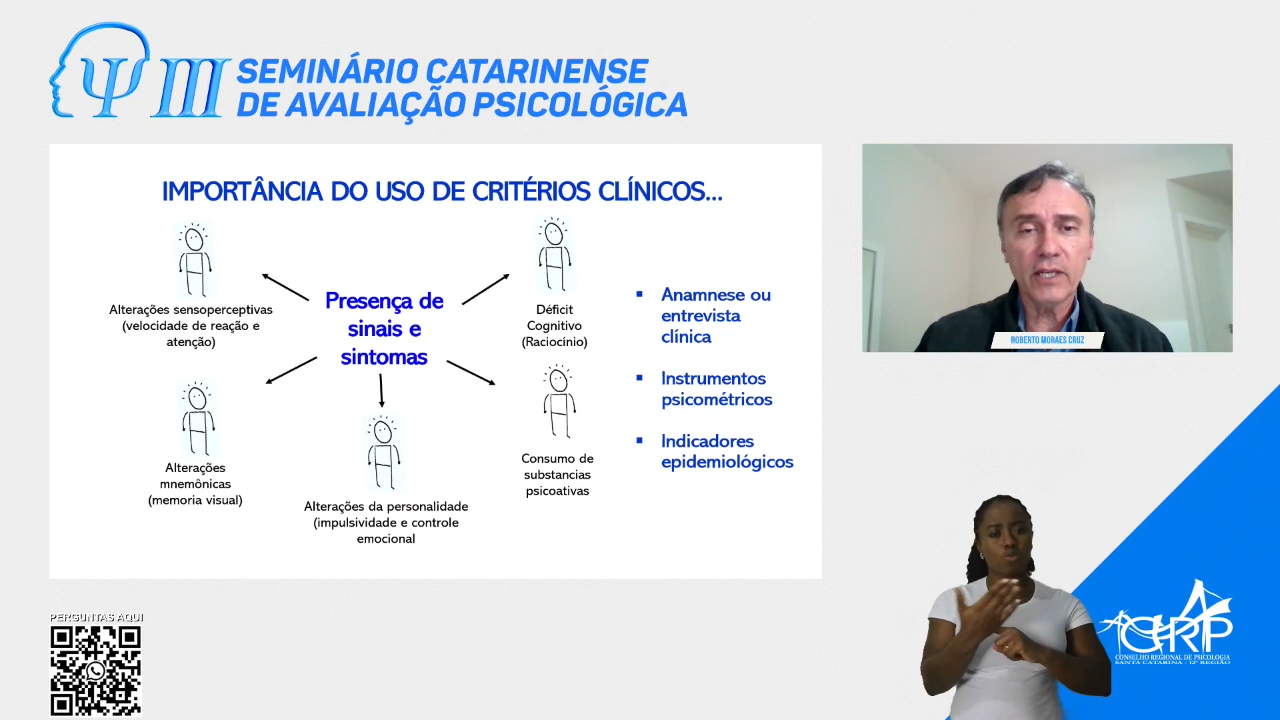 Ψ III SEMINÁRIO CATARINENSE
DE AVALIAÇÃO PSICOLÓGICA
IMPORTÂNCIA DO USO DE CRITÉRIOS CLÍNICOS...
Alterações sensoperceptivas
(velocidade de reação e
atenção)
Presença de
sinais e
sintomas
Déficit
Cognitivo
(Raciocínio)
Alterações
mnemônicas
(memoria visual)
Alterações da personalidade
(impulsividade e controle
emocional
Consumo de
substancias
psicoativas
▪ Anamnese ou
entrevista
clínica
▪ Instrumentos
psicométricos
▪ Indicadores
epidemiológicos
ROBERTO MORAES CRUZ
PERGUNTAS AQUI
CRP
CONSELHO REGIONAL DE PSICOLOGIA
SANTA CATARINA - 12ª REGIÃO